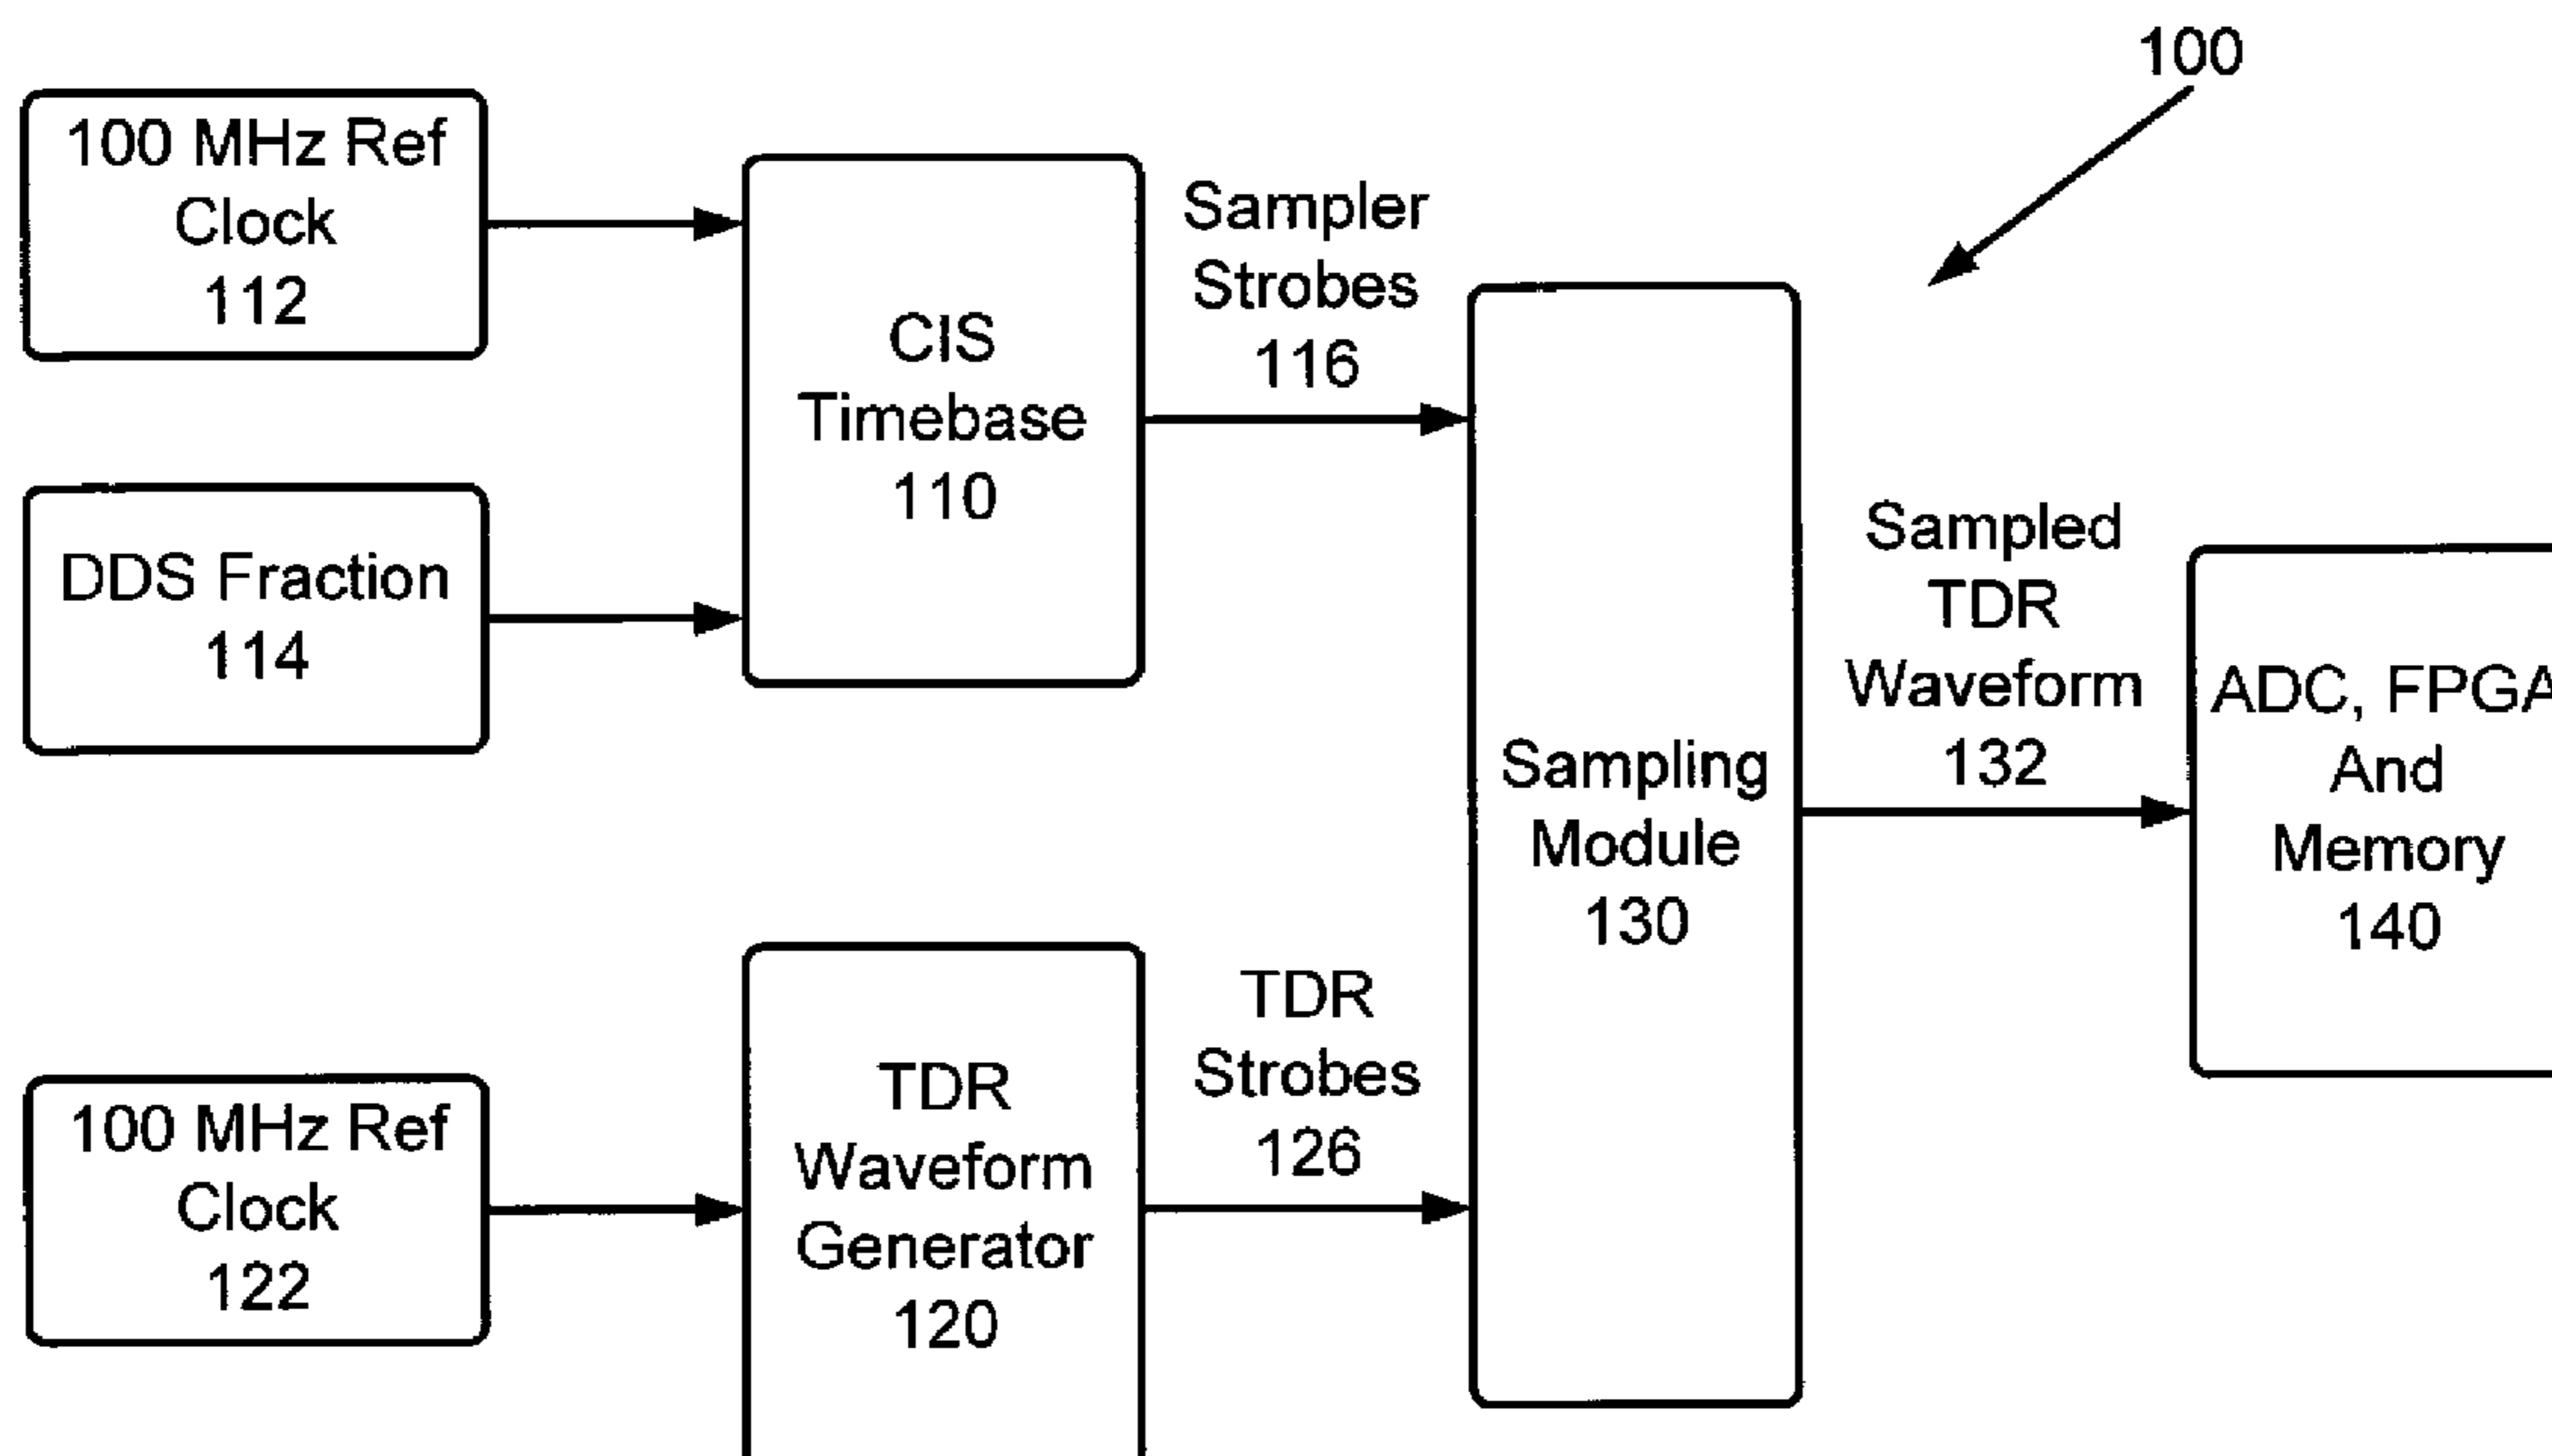 100
100 MHz Ref
Clock
112
DDS Fraction
114
CIS
Timebase
110
Sampler
Strobes
116
100 MHz Ref
Clock
122
TDR
Waveform
Generator
120
TDR
Strobes
126
Sampling
Module
130
Sampled
TDR
Waveform
132
ADC, FPGA
And
Memory
140